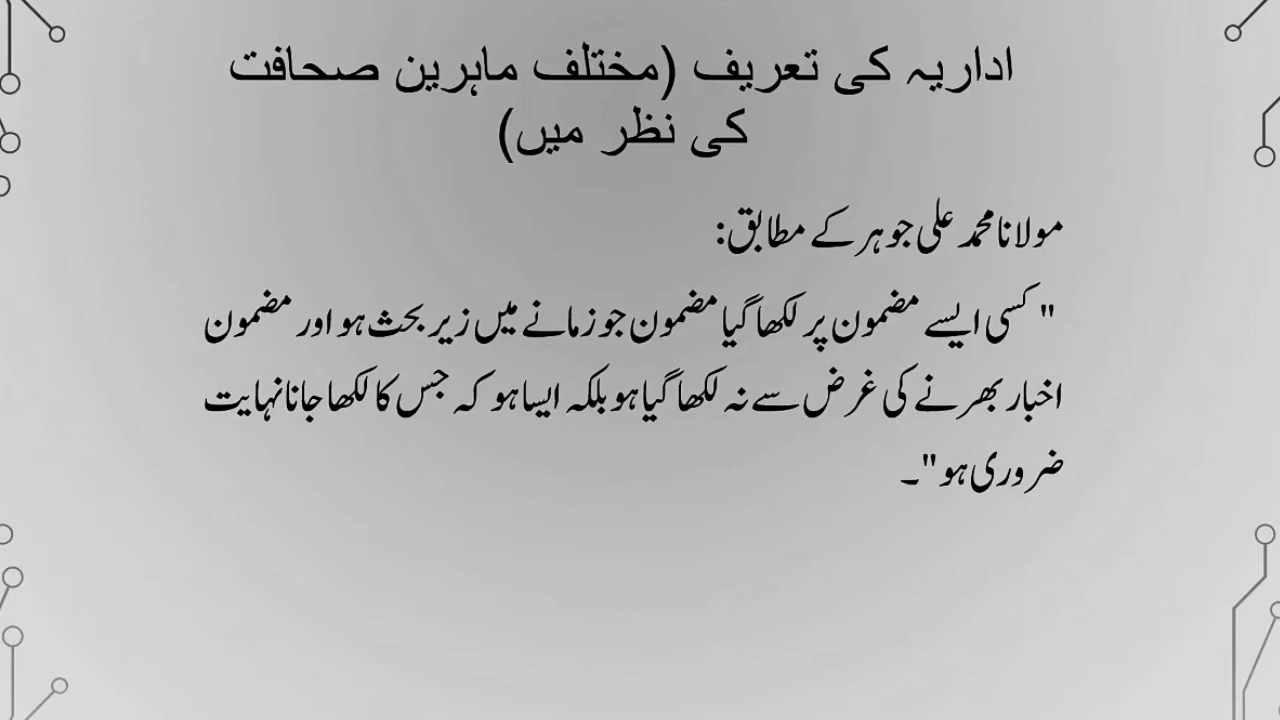 اداریہ کی تعریف (مختلف ماہرین صحافت
کی نظر میں)
مولانا محمد علی جوہر کے مطابق:
" کسی ایسے مضمون پر لکھا گیا مضمون جو زمانے میں زیر بحث ہو اور مضمون
اخبار بھرنے کی غرض سے نہ لکھا گیا ہو بلکہ ایسا ہو کہ جس کا لکھا جانا نہایت
ضروری ہو"۔